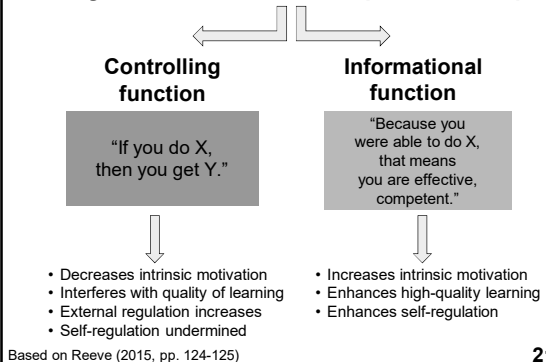 Controlling
function
Informational
function
“If you do X,
then you get Y.”
“Because you
were able to do X,
that means
you are effective,
competent.”
• Decreases intrinsic motivation
• Interferes with quality of learning
• External regulation increases
• Self-regulation undermined
• Increases intrinsic motivation
• Enhances high-quality learning
• Enhances self-regulation
Based on Reeve (2015, pp. 124-125)